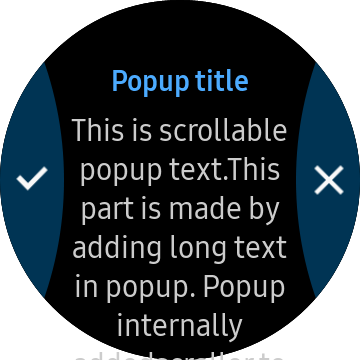 Popup title
This is scrollable
popup text.This
part is made by
adding long text
in popup. Popup
internally